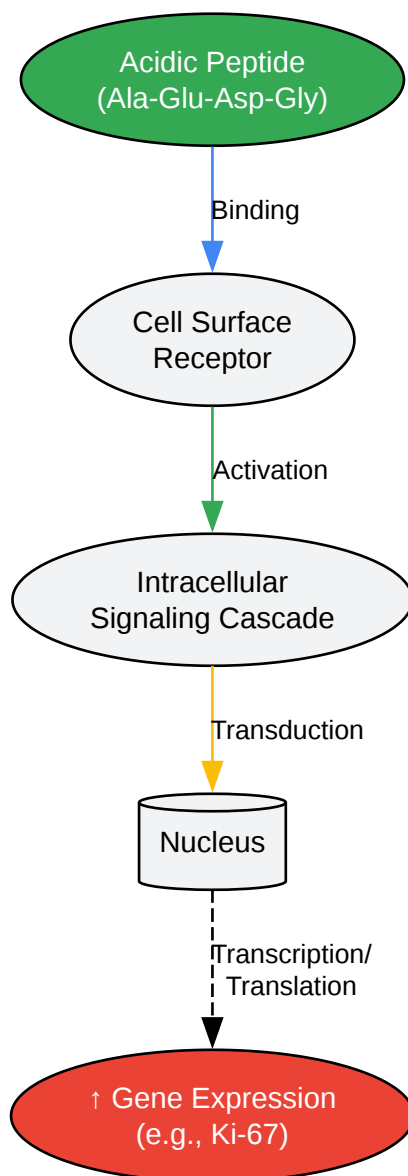 Acidic Peptide
(Ala-Glu-Asp-Gly)
Binding
Cell Surface
Receptor
Activation
Intracellular
Signaling Cascade
Transduction
Nucleus
Transcription/
Translation
↑ Gene Expression
(e.g., Ki-67)